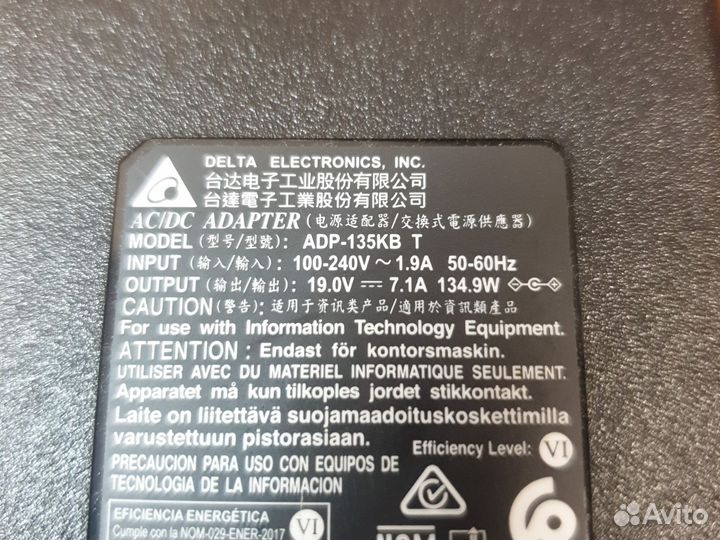 DELTA ELECTRONICS, INC.
台达电子工业股份有限公司
台達電子工業股份有限公司
AC/DC ADAPTER (电源适配器/交換式電源供應器)
MODEL (型号/型號): ADP-135KB T
INPUT (输入/輸入): 100-240V ~ 1.9A 50-60Hz
OUTPUT (输出/輸出): 19.0V ⎓ 7.1A 134.9W
CAUTION (警告): 适用于资讯类产品/適用於資訊類產品
For use with Information Technology Equipment.
ATTENTION : Endast för kontorsmaskin.
UTILISER AVEC DU MATERIEL INFORMATIQUE SEULEMENT.
Apparatet må kun tilkoples jordet stikkontakt.
Laite on liitettävä suojamaadoituskoskettimilla
varustettuun pistorasiaan.
Efficiency Level: VI
PRECAUCION PARA USO CON EQUIPOS DE
TECNOLOGIA DE LA INFORMACION
EFICIENCIA ENERGÉTICA
Cumple con la NOM-029-ENER-2017
VI
NOM
Avito